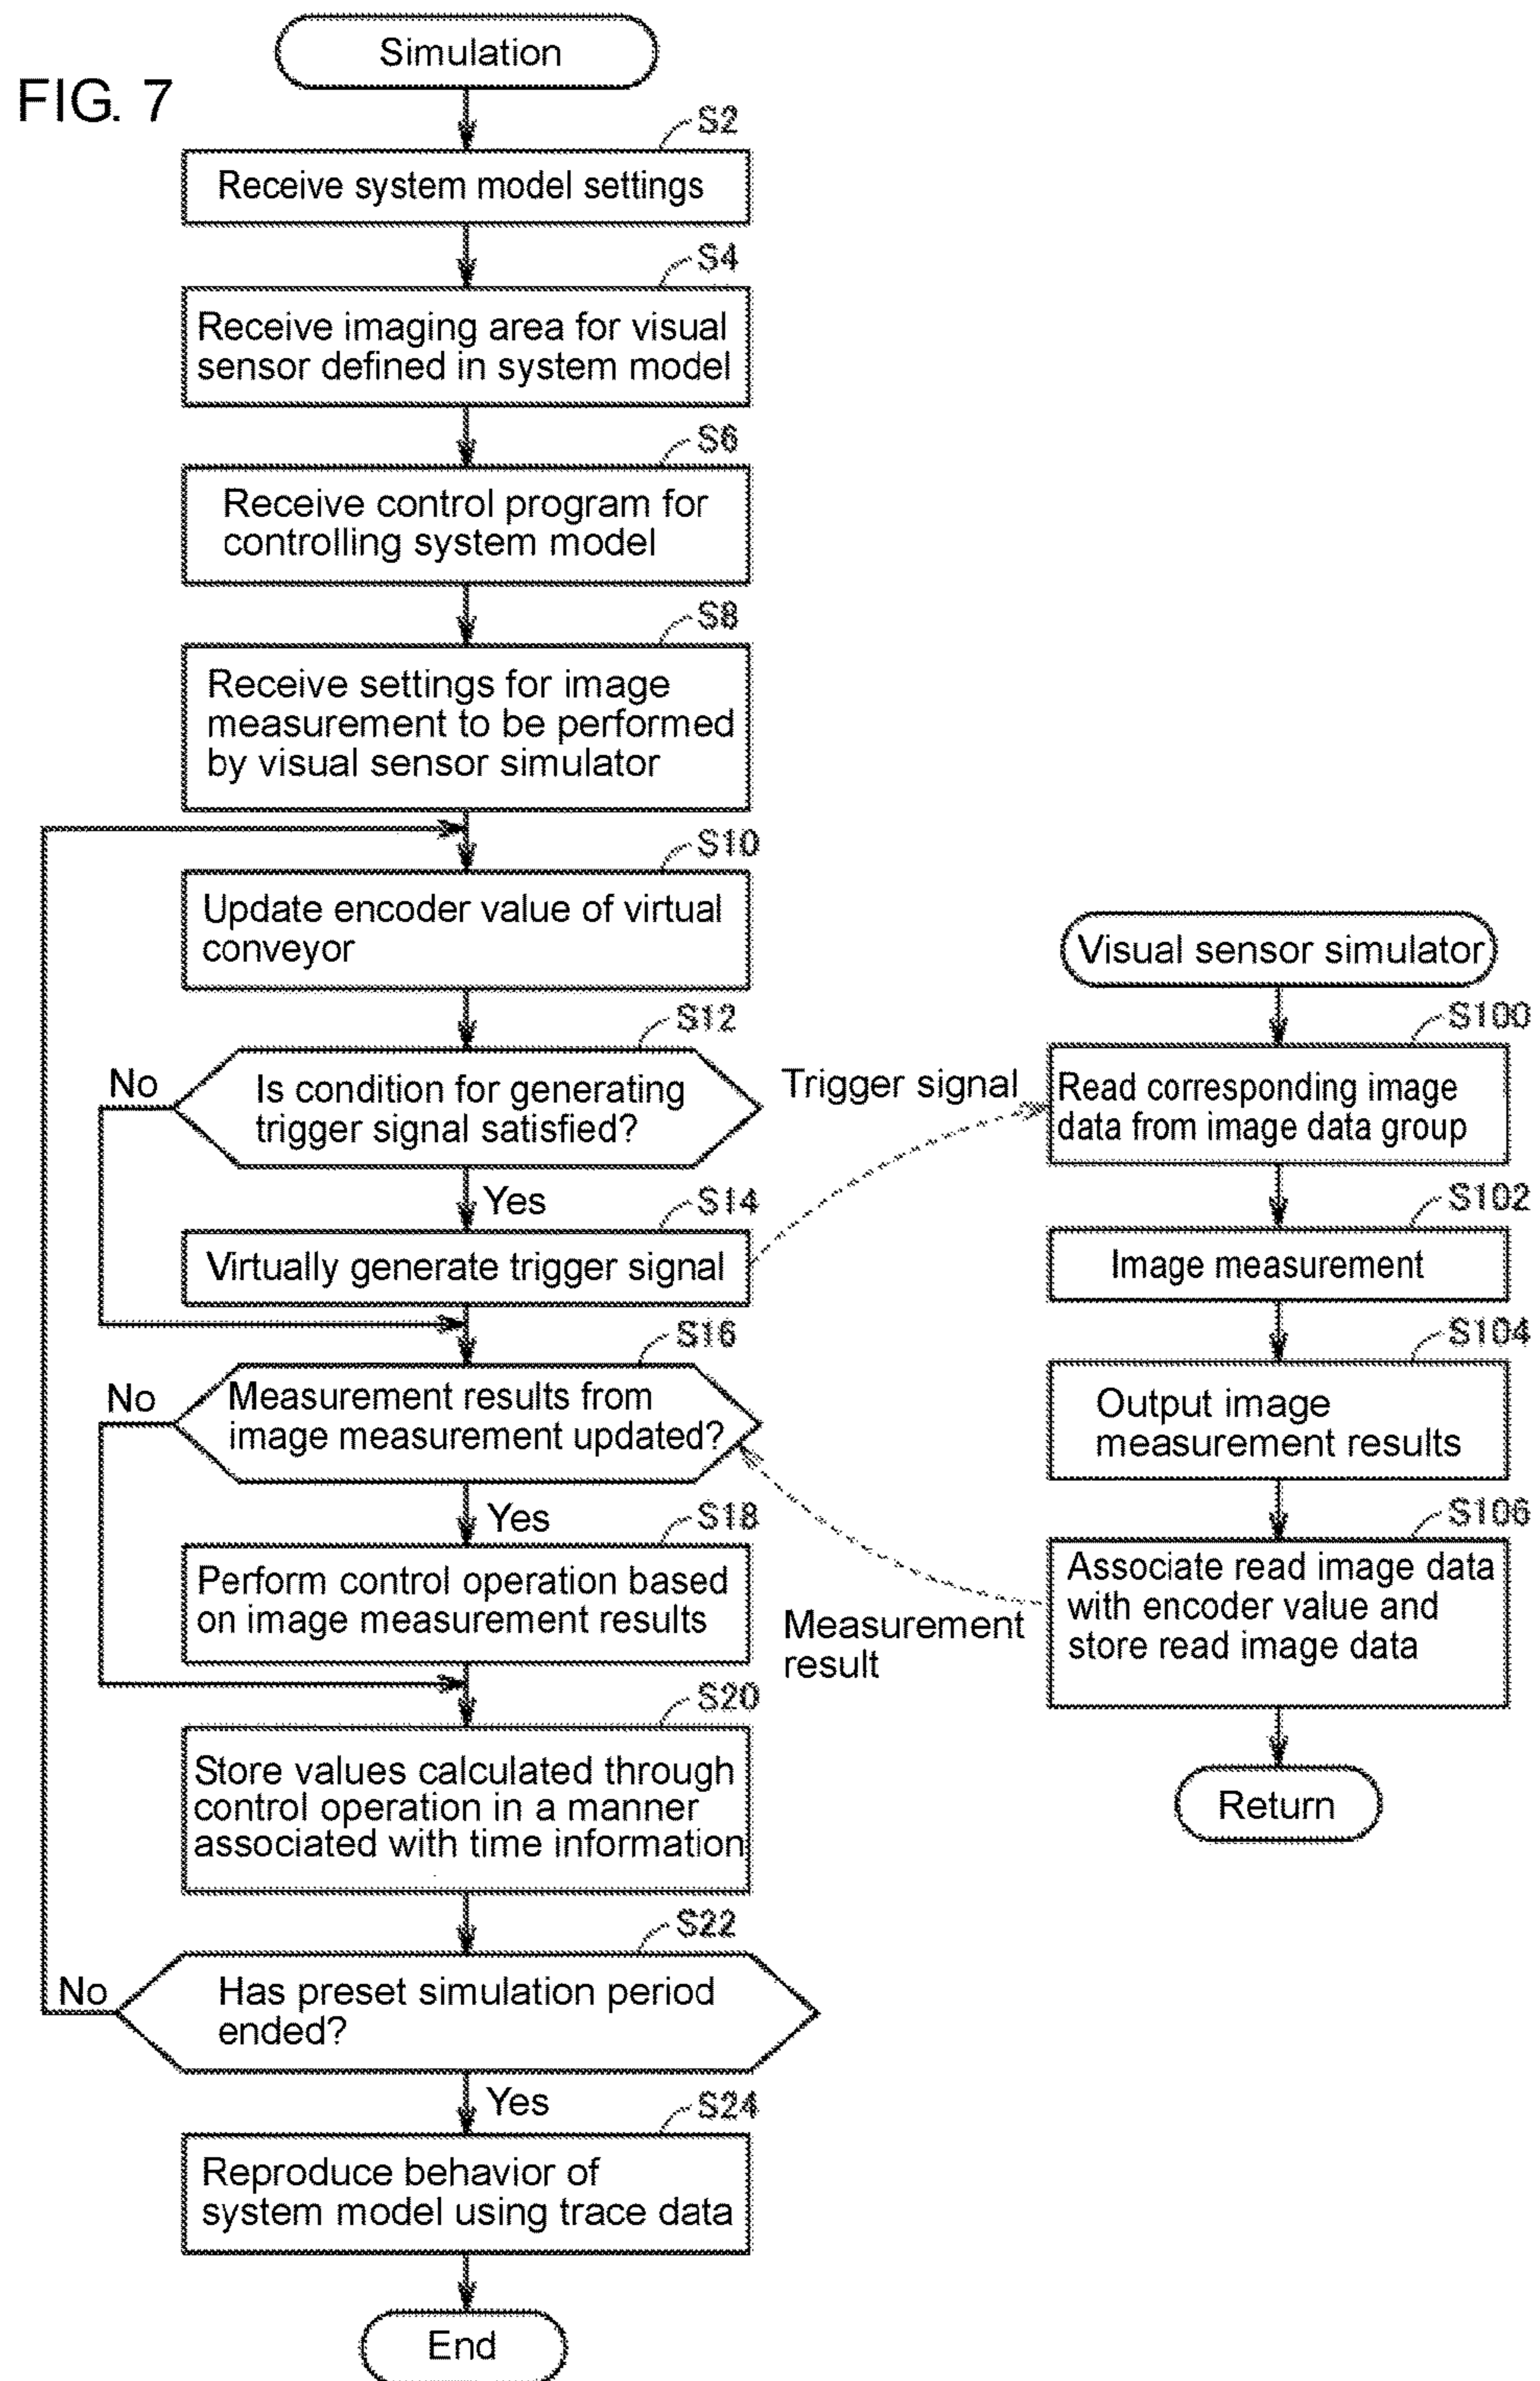 FIG. 7
Simulation
S2
Receive system model settings
S4
Receive imaging area for visual
sensor defined in system model
S6
Receive control program for
controlling system model
S8
Receive settings for image
measurement to be performed
by visual sensor simulator
S10
Update encoder value of virtual
conveyor
S12
No
Is condition for generating
trigger signal satisfied?
Yes
S14
Virtually generate trigger signal
S16
No
Measurement results from
image measurement updated?
Yes
S18
Perform control operation based
on image measurement results
S20
Store values calculated through
control operation in a manner
associated with time information
S22
No
Has preset simulation period
ended?
Yes
S24
Reproduce behavior of
system model using trace data
End
Trigger signal
Measurement
result
Visual sensor simulator
S100
Read corresponding image
data from image data group
S102
Image measurement
S104
Output image
measurement results
S106
Associate read image data
with encoder value and
store read image data
Return